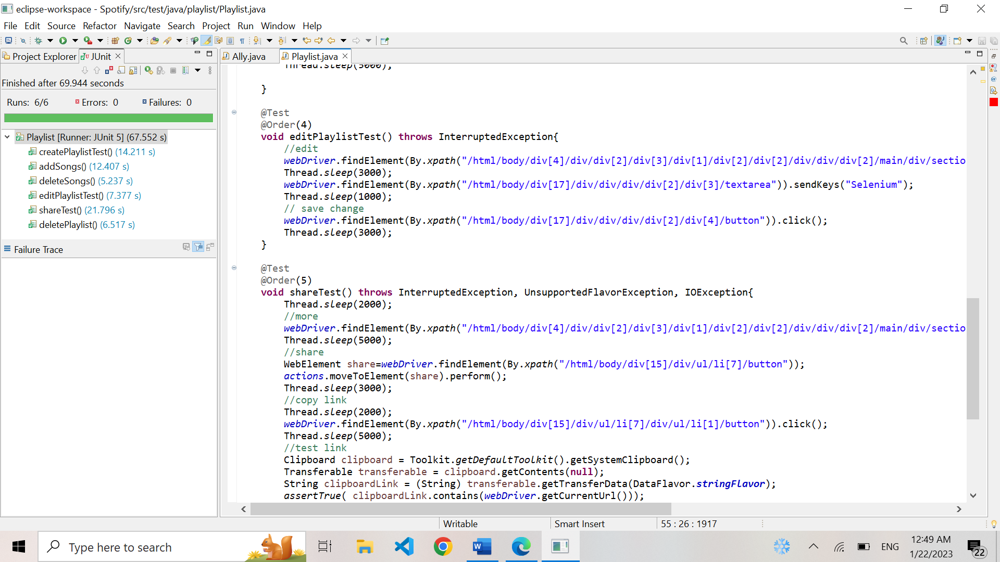 eclipse-workspace - Spotify/src/test/java/playlist/Playlist.java
File Edit Source Refactor Navigate Search Project Run Window Help
Project Explorer JUnit
Ally.java Playlist.java
Finished after 69.944 seconds
Runs: 6/6 Errors: 0 Failures: 0
Playlist [Runner: JUnit 5] (67.552 s)
createPlaylistTest() (14.211 s)
addSongs() (12.407 s)
deleteSongs() (5.237 s)
editPlaylistTest() (7.377 s)
shareTest() (21.796 s)
deletePlaylist() (6.517 s)
Failure Trace
Thread.sleep(5000);
}
@Test
@Order(4)
void editPlaylistTest() throws InterruptedException{
//edit
webDriver.findElement(By.xpath("/html/body/div[4]/div/div[2]/div[3]/div[1]/div[2]/div[2]/div/div/div[2]/main/div/sectio
Thread.sleep(3000);
webDriver.findElement(By.xpath("/html/body/div[17]/div/div/div/div[2]/div[3]/textarea")).sendKeys("Selenium");
Thread.sleep(1000);
// save change
webDriver.findElement(By.xpath("/html/body/div[17]/div/div/div/div[2]/div[4]/button")).click();
Thread.sleep(3000);
}
@Test
@Order(5)
void shareTest() throws InterruptedException, UnsupportedFlavorException, IOException{
Thread.sleep(2000);
//more
webDriver.findElement(By.xpath("/html/body/div[4]/div/div[2]/div[3]/div[1]/div[2]/div[2]/div/div/div[2]/main/div/sectio
Thread.sleep(5000);
//share
WebElement share=webDriver.findElement(By.xpath("/html/body/div[15]/div/ul/li[7]/button"));
actions.moveToElement(share).perform();
Thread.sleep(3000);
//copy link
Thread.sleep(2000);
webDriver.findElement(By.xpath("/html/body/div[15]/div/ul/li[7]/div/ul/li[1]/button")).click();
Thread.sleep(5000);
//test link
Clipboard clipboard = Toolkit.getDefaultToolkit().getSystemClipboard();
Transferable transferable = clipboard.getContents(null);
String clipboardLink = (String) transferable.getTransferData(DataFlavor.stringFlavor);
assertTrue( clipboardLink.contains(webDriver.getCurrentUrl()));
Writable Smart Insert 55 : 26 : 1917
Type here to search
ENG
12:49 AM
1/22/2023
22